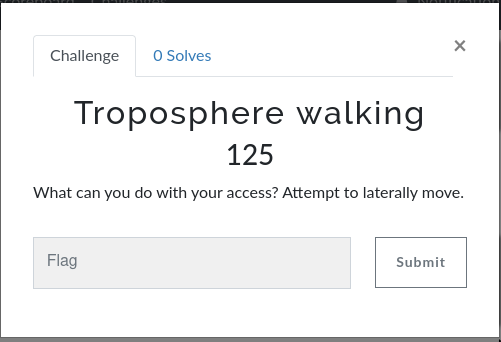 ×
Challenge
0 Solves
Troposphere walking
125
What can you do with your access? Attempt to laterally move.
Flag
Submit